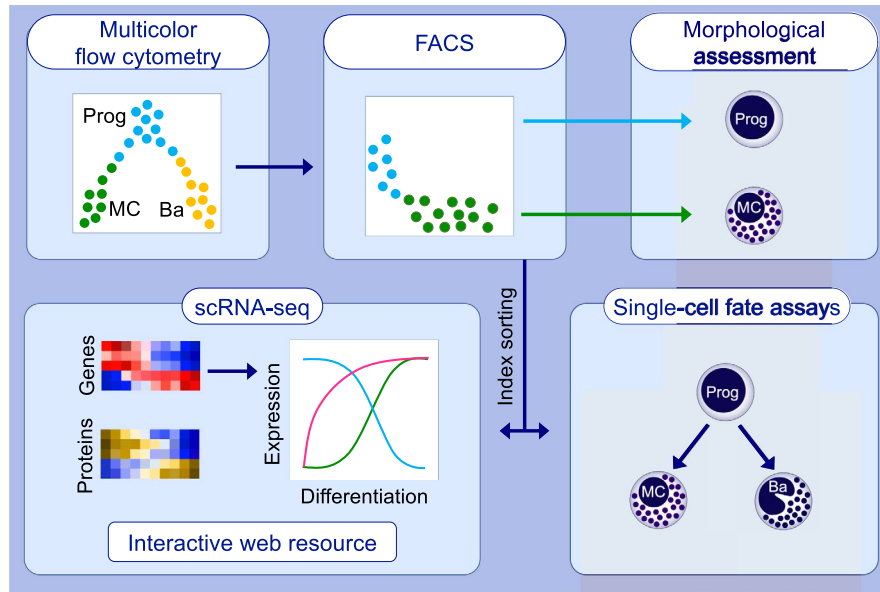 Multicolor
flow cytometry
Prog
MC
Ba
FACS
Morphological
assessment
Prog
MC
scRNA-seq
Genes
Proteins
Expression
Differentiation
Interactive web resource
Index sorting
Single-cell fate assays
Prog
MC
Ba